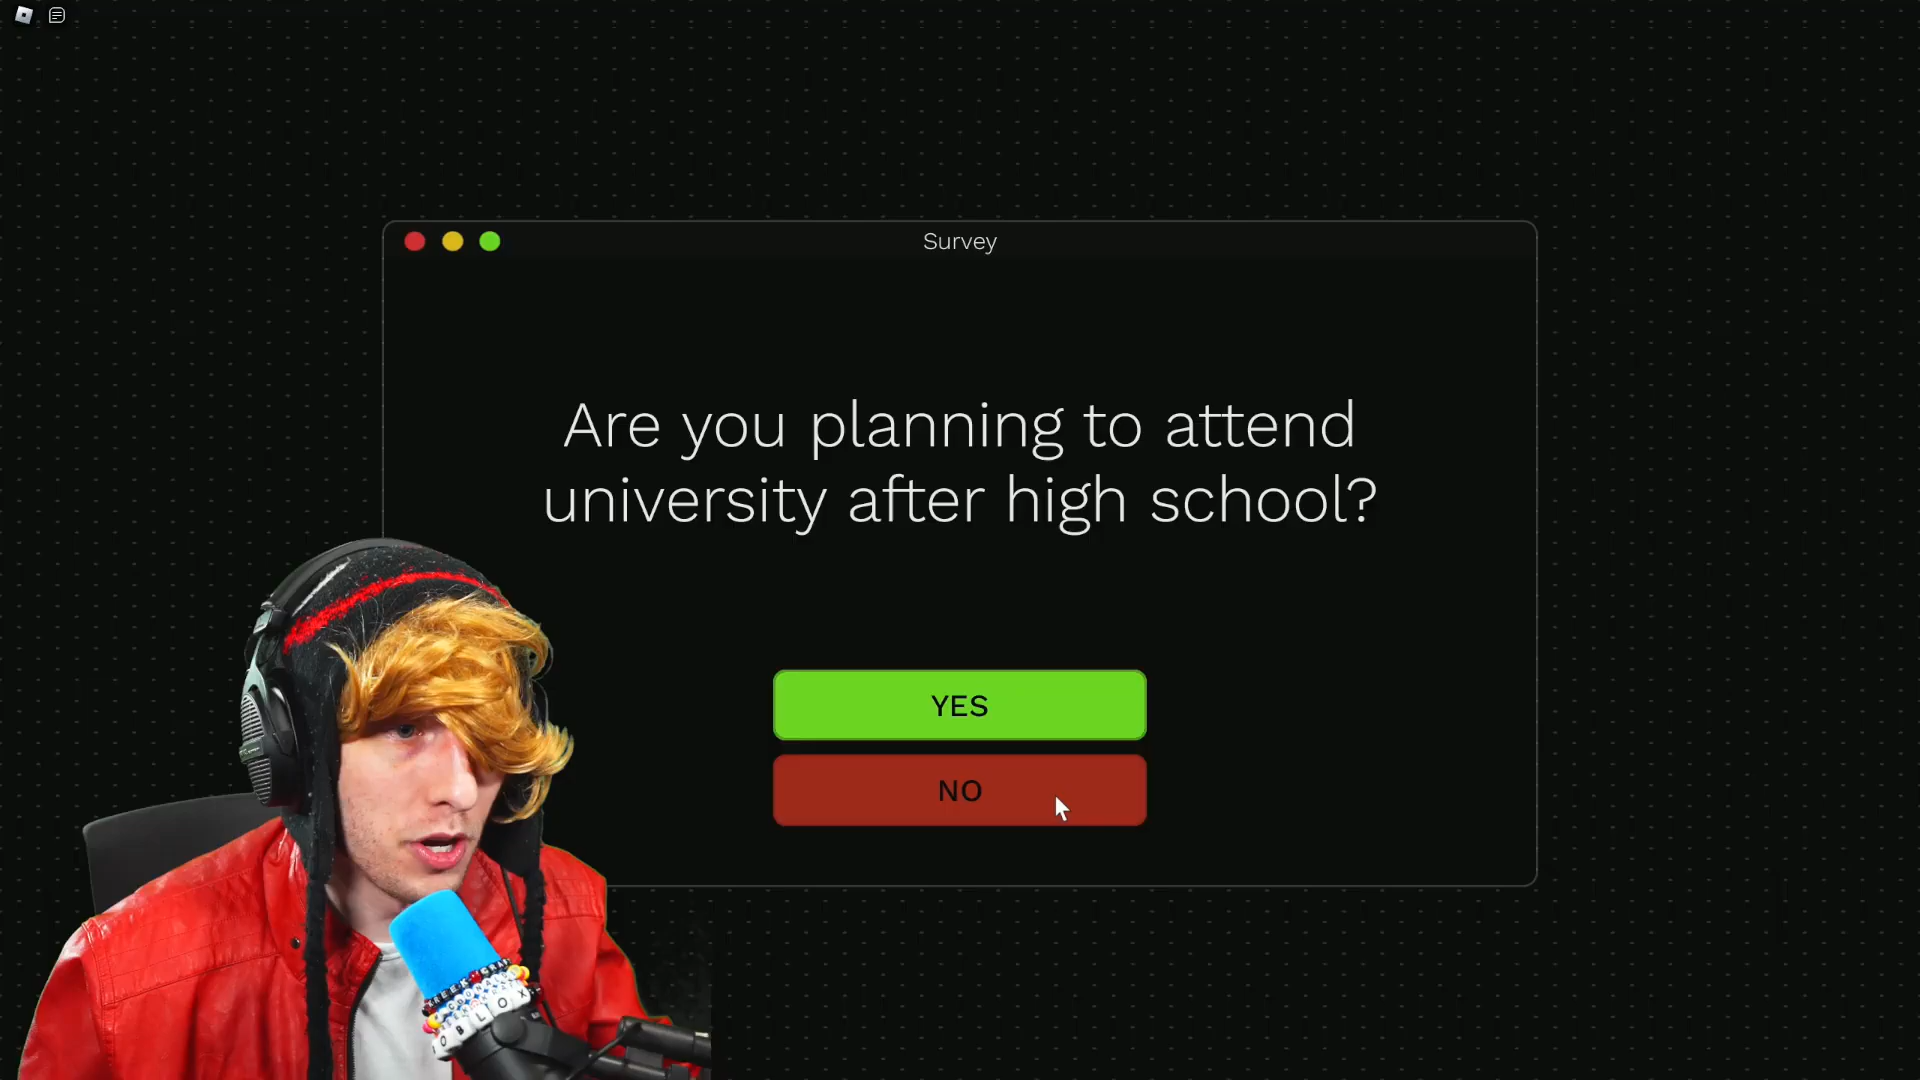 Survey
Are you planning to attend
university after high school?
YES
NO